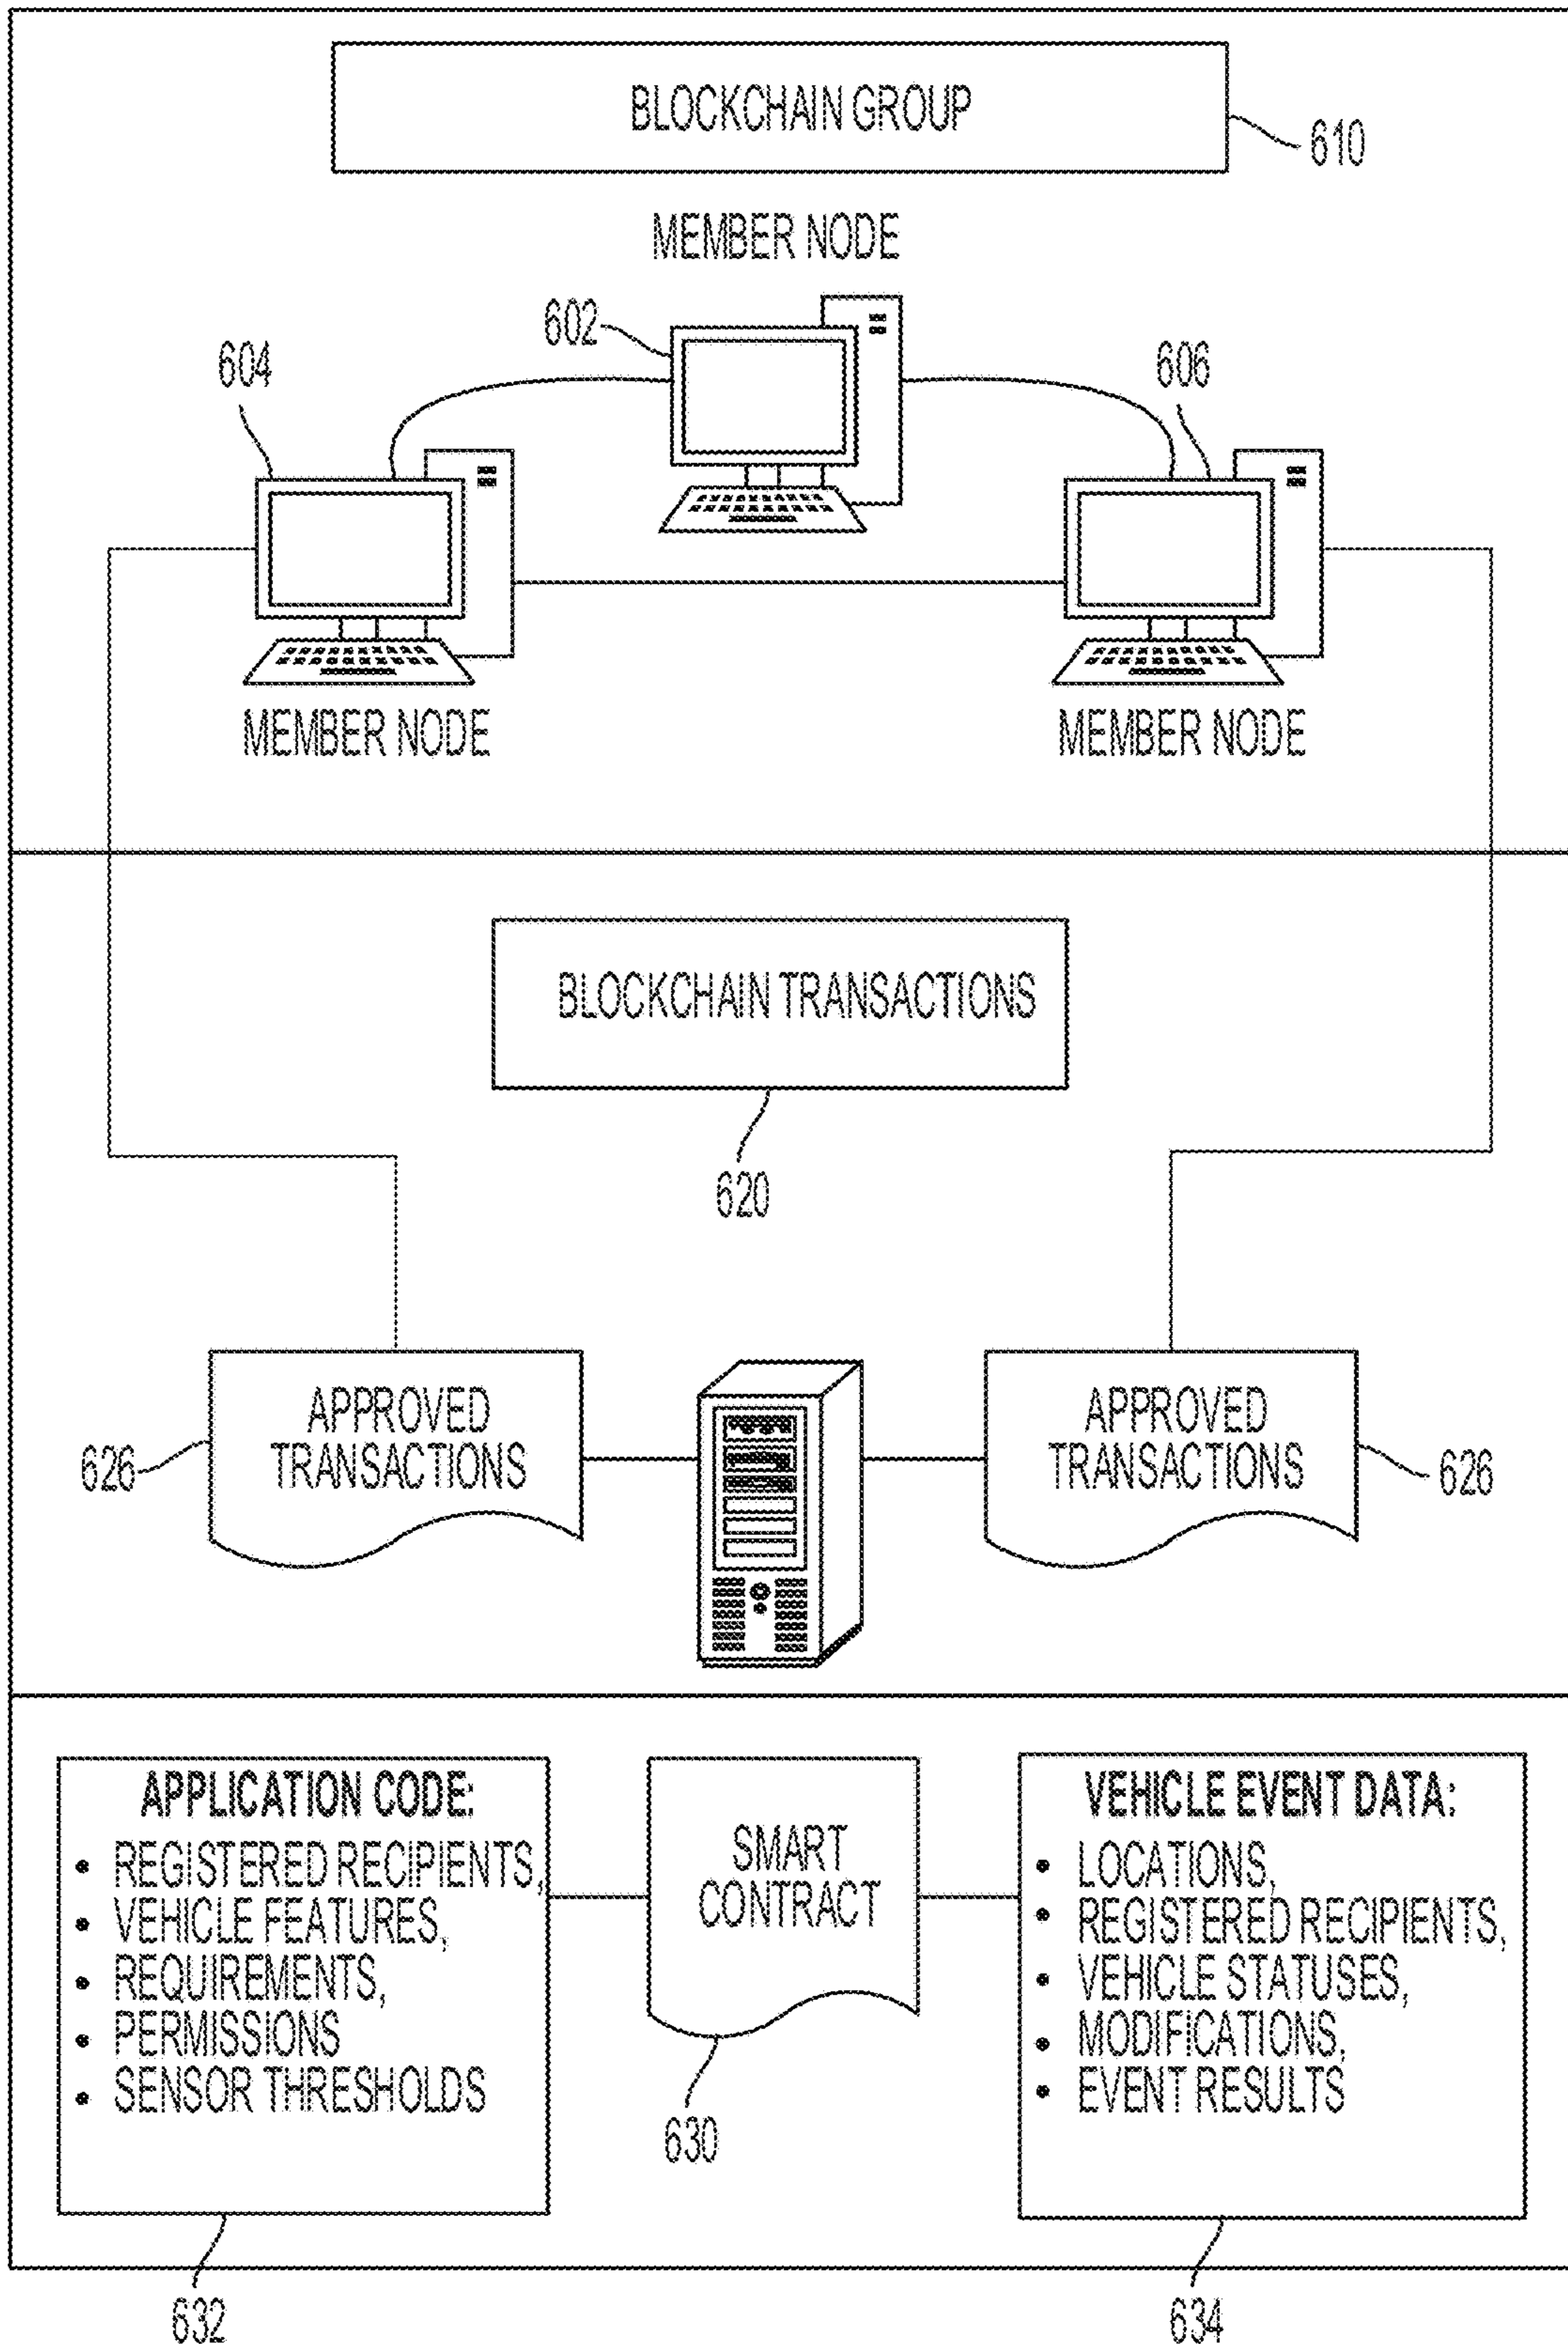 BLOCKCHAIN GROUP
610
MEMBER NODE
602
604
606
MEMBER NODE
MEMBER NODE
BLOCKCHAIN TRANSACTIONS
620
APPROVED
TRANSACTIONS
626
APPROVED
TRANSACTIONS
626
APPLICATION CODE:
• REGISTERED RECIPIENTS,
• VEHICLE FEATURES,
• REQUIREMENTS,
• PERMISSIONS
• SENSOR THRESHOLDS
632
SMART
CONTRACT
630
VEHICLE EVENT DATA:
• LOCATIONS,
• REGISTERED RECIPIENTS,
• VEHICLE STATUSES,
• MODIFICATIONS,
• EVENT RESULTS
634